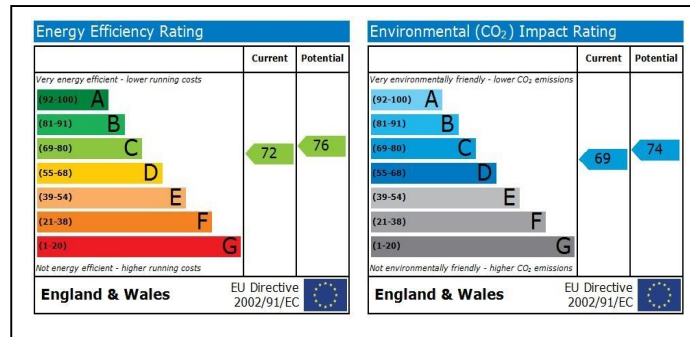 Energy Efficiency Rating
Current Potential
Very energy efficient - lower running costs
(92-100) A
(81-91) B
(69-80) C
(55-68) D
(39-54) E
(21-38) F
(1-20) G
72
76
Not energy efficient - higher running costs
England & Wales
EU Directive
2002/91/EC
Environmental (CO₂) Impact Rating
Current Potential
Very environmentally friendly - lower CO₂ emissions
(92-100) A
(81-91) B
(69-80) C
(55-68) D
(39-54) E
(21-38) F
(1-20) G
69
74
Not environmentally friendly - higher CO₂ emissions
England & Wales
EU Directive
2002/91/EC